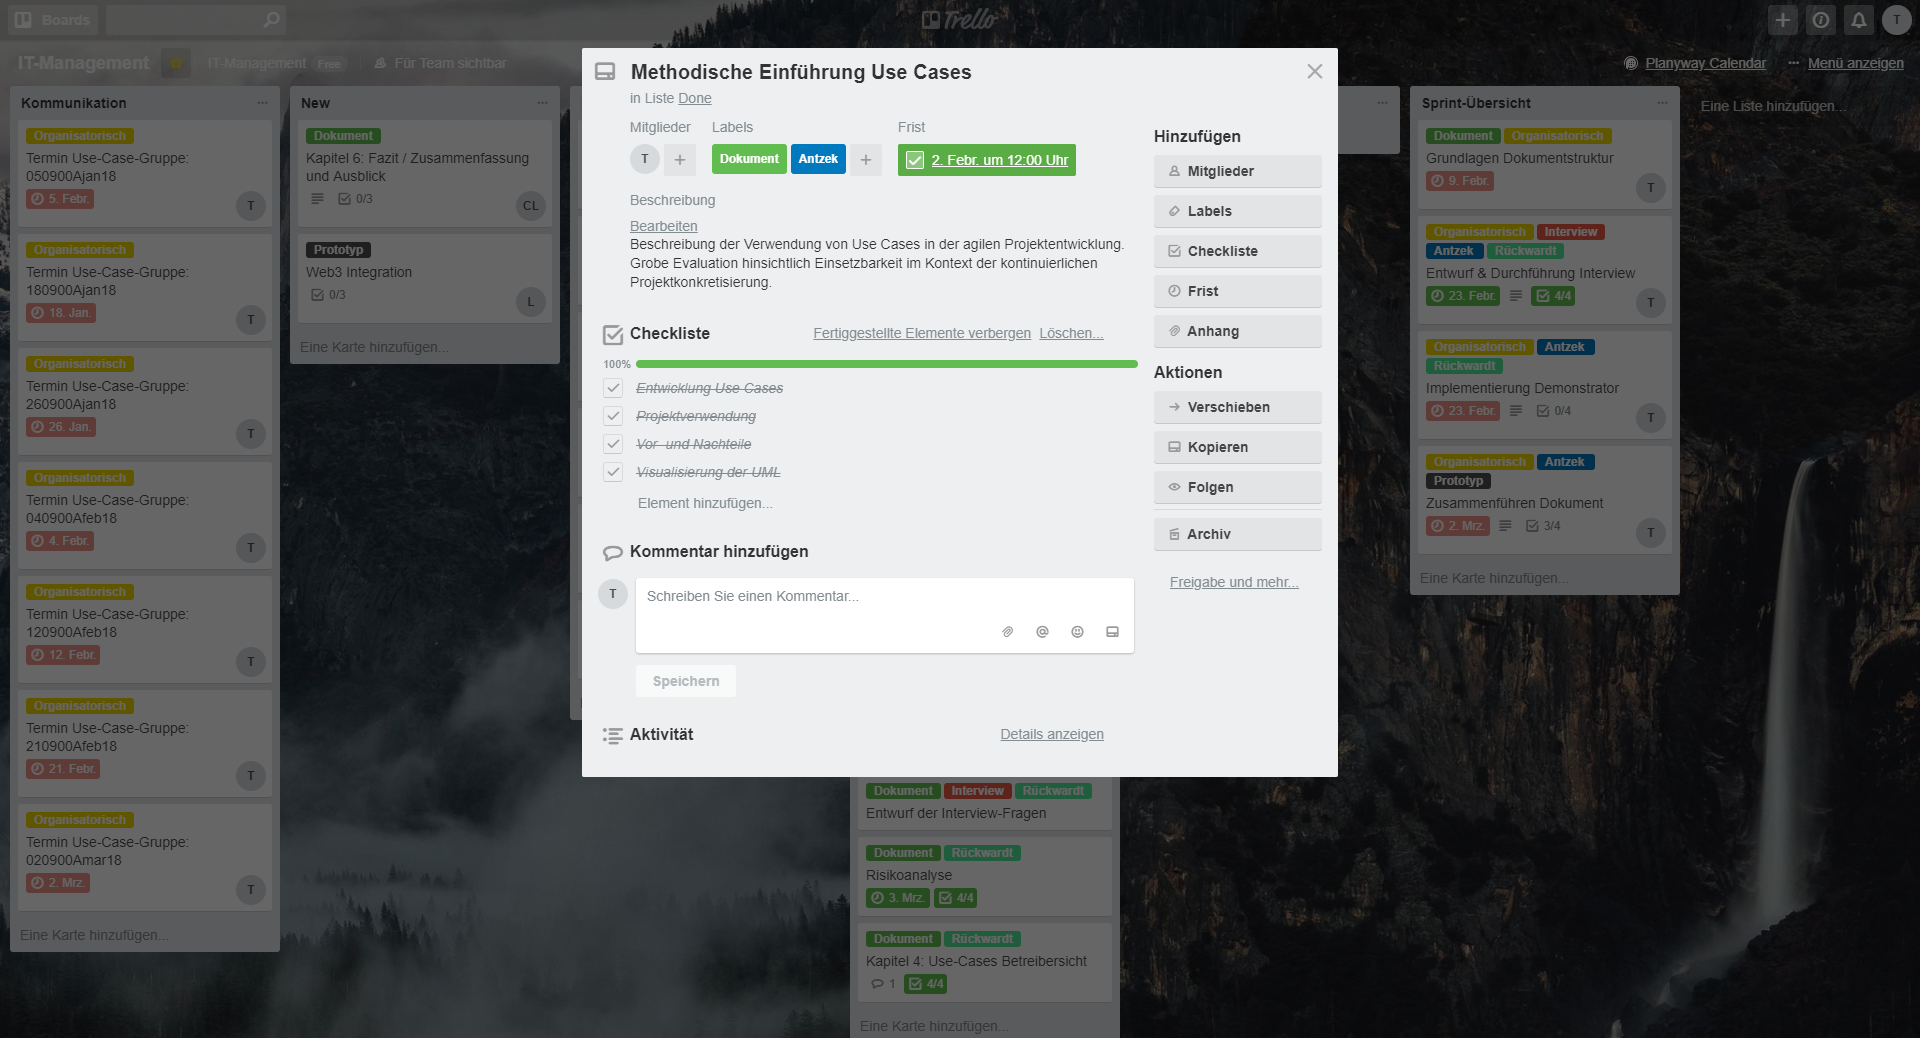 Boards
Trello
T
IT-Management
IT-Management Free
Für Team sichtbar
Planyway Calendar
Menü anzeigen
Kommunikation
Organisatorisch
Termin Use-Case-Gruppe:
050900Ajan18
5. Febr.
T
Organisatorisch
Termin Use-Case-Gruppe:
180900Ajan18
18. Jan.
T
Organisatorisch
Termin Use-Case-Gruppe:
260900Ajan18
26. Jan.
T
Organisatorisch
Termin Use-Case-Gruppe:
040900Afeb18
4. Febr.
T
Organisatorisch
Termin Use-Case-Gruppe:
120900Afeb18
12. Febr.
T
Organisatorisch
Termin Use-Case-Gruppe:
210900Afeb18
21. Febr.
T
Organisatorisch
Termin Use-Case-Gruppe:
020900Amar18
2. Mrz.
T
Eine Karte hinzufügen...
New
Dokument
Kapitel 6: Fazit / Zusammenfassung
und Ausblick
0/3
CL
Prototyp
Web3 Integration
0/3
L
Eine Karte hinzufügen...
Methodische Einführung Use Cases
in Liste Done
Mitglieder
Labels
Frist
T
Dokument
Antzek
2. Febr. um 12:00 Uhr
Beschreibung
Bearbeiten
Beschreibung der Verwendung von Use Cases in der agilen Projektentwicklung.
Grobe Evaluation hinsichtlich Einsetzbarkeit im Kontext der kontinuierlichen
Projektkonkretisierung.
Checkliste
Fertiggestellte Elemente verbergen
Löschen...
100%
Entwicklung Use Cases
Projektverwendung
Vor- und Nachteile
Visualisierung der UML
Element hinzufügen...
Kommentar hinzufügen
T
Schreiben Sie einen Kommentar...
Speichern
Aktivität
Details anzeigen
Hinzufügen
Mitglieder
Labels
Checkliste
Frist
Anhang
Aktionen
Verschieben
Kopieren
Folgen
Archiv
Freigabe und mehr...
Dokument Interview Rückwardt
Entwurf der Interview-Fragen
Dokument Rückwardt
Risikoanalyse
3. Mrz. 4/4
Dokument Rückwardt
Kapitel 4: Use-Cases Betreibersicht
1 4/4
Eine Karte hinzufügen...
Sprint-Übersicht
Dokument Organisatorisch
Grundlagen Dokumentstruktur
9. Febr.
T
Organisatorisch Interview
Antzek Rückwardt
Entwurf & Durchführung Interview
23. Febr. 4/4
T
Organisatorisch Antzek
Rückwardt
Implementierung Demonstrator
23. Febr. 0/4
T
Organisatorisch Antzek
Prototyp
Zusammenführen Dokument
2. Mrz. 3/4
T
Eine Karte hinzufügen...
Eine Liste hinzufügen...